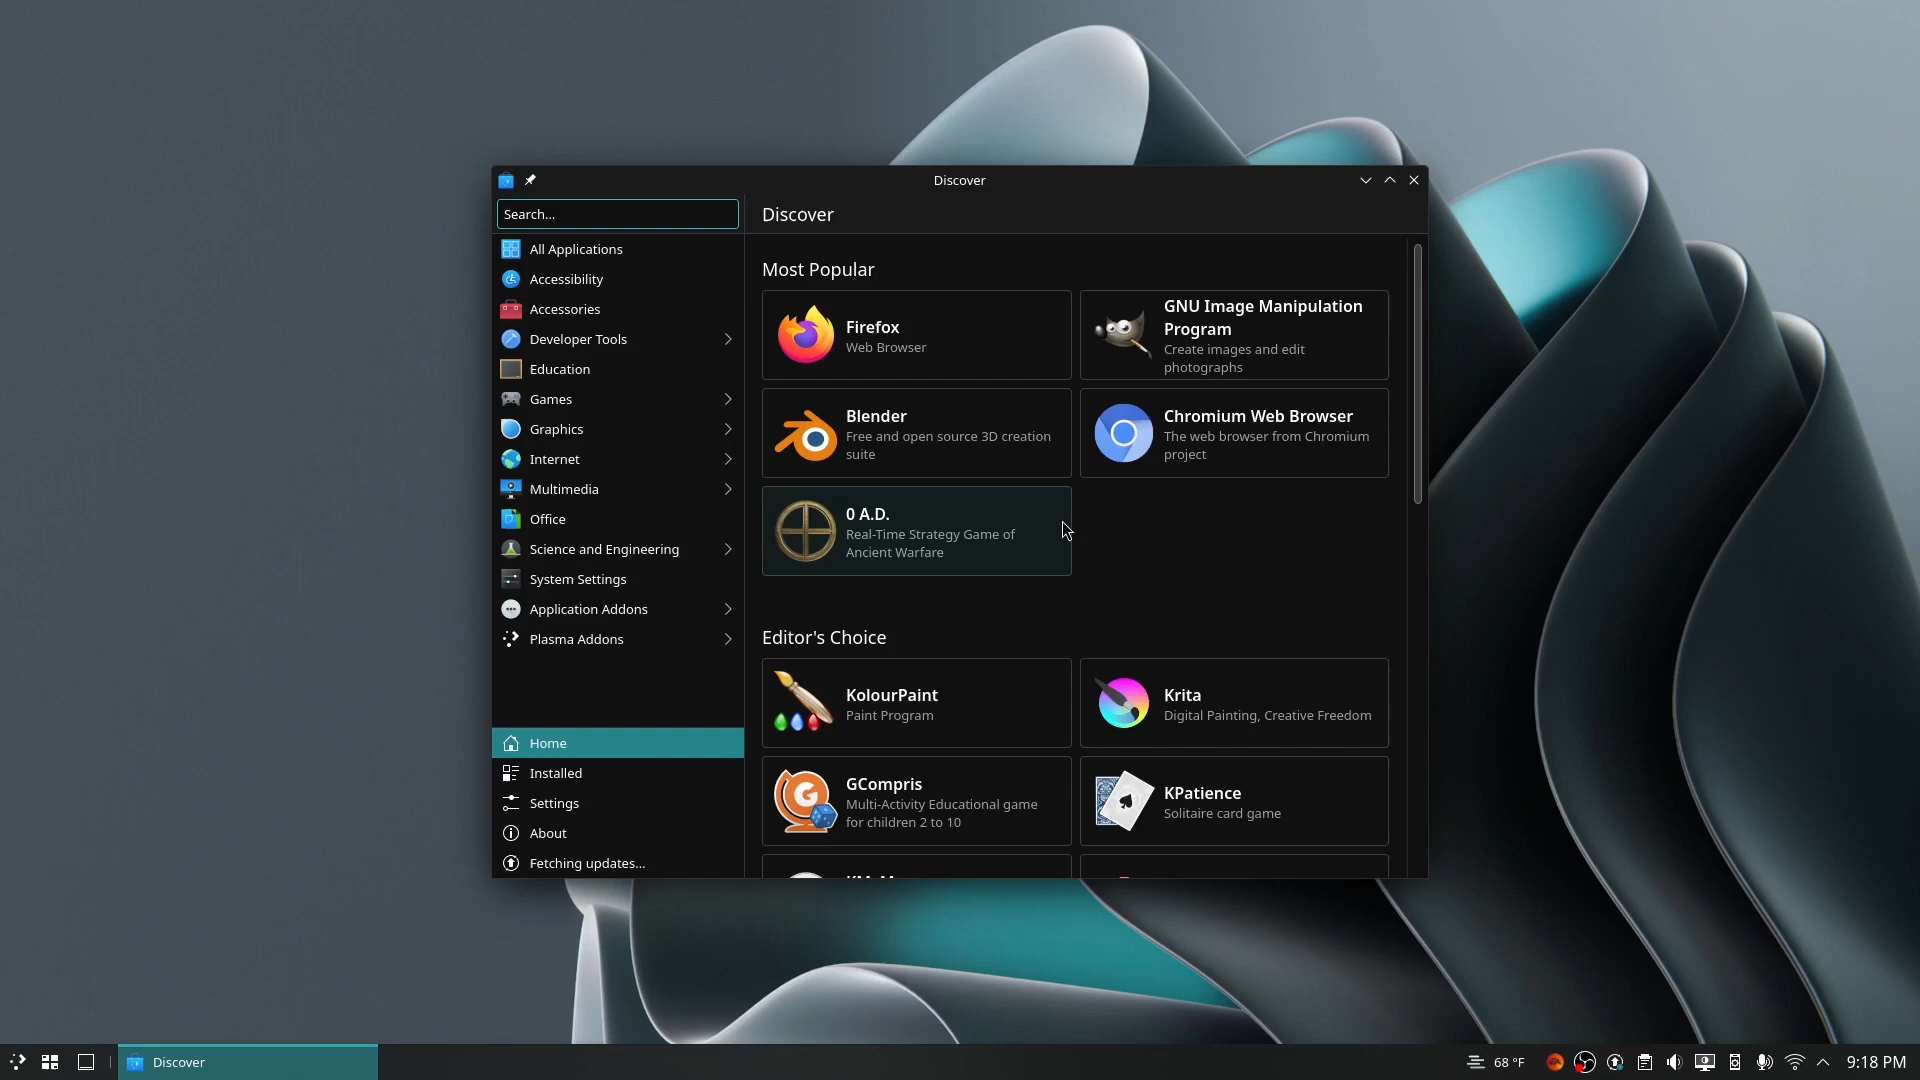 Discover
Search...
Discover
All Applications
Accessibility
Accessories
Developer Tools
Education
Games
Graphics
Internet
Multimedia
Office
Science and Engineering
System Settings
Application Addons
Plasma Addons
Home
Installed
Settings
About
Fetching updates...
Most Popular
Firefox
Web Browser
GNU Image Manipulation
Program
Create images and edit
photographs
Blender
Free and open source 3D creation
suite
Chromium Web Browser
The web browser from Chromium
project
0 A.D.
Real-Time Strategy Game of
Ancient Warfare
Editor's Choice
KolourPaint
Paint Program
Krita
Digital Painting, Creative Freedom
GCompris
Multi-Activity Educational game
for children 2 to 10
KPatience
Solitaire card game
Discover
68 °F
9:18 PM